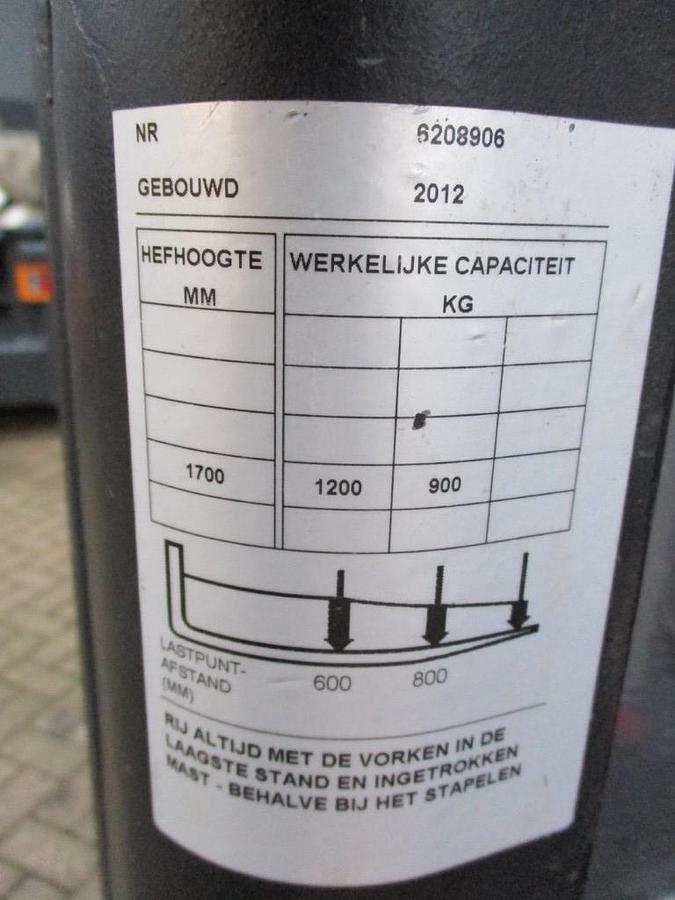 NR 6208906
GEBOUWD 2012
HEFHOOGTE WERKELIJKE CAPACITEIT
MM KG
1700 1200 900
LASTPUNT-
AFSTAND
(MM) 600 800
RIJ ALTIJD MET DE VORKEN IN DE
LAAGSTE STAND EN INGETROKKEN
MAST - BEHALVE BIJ HET STAPELEN